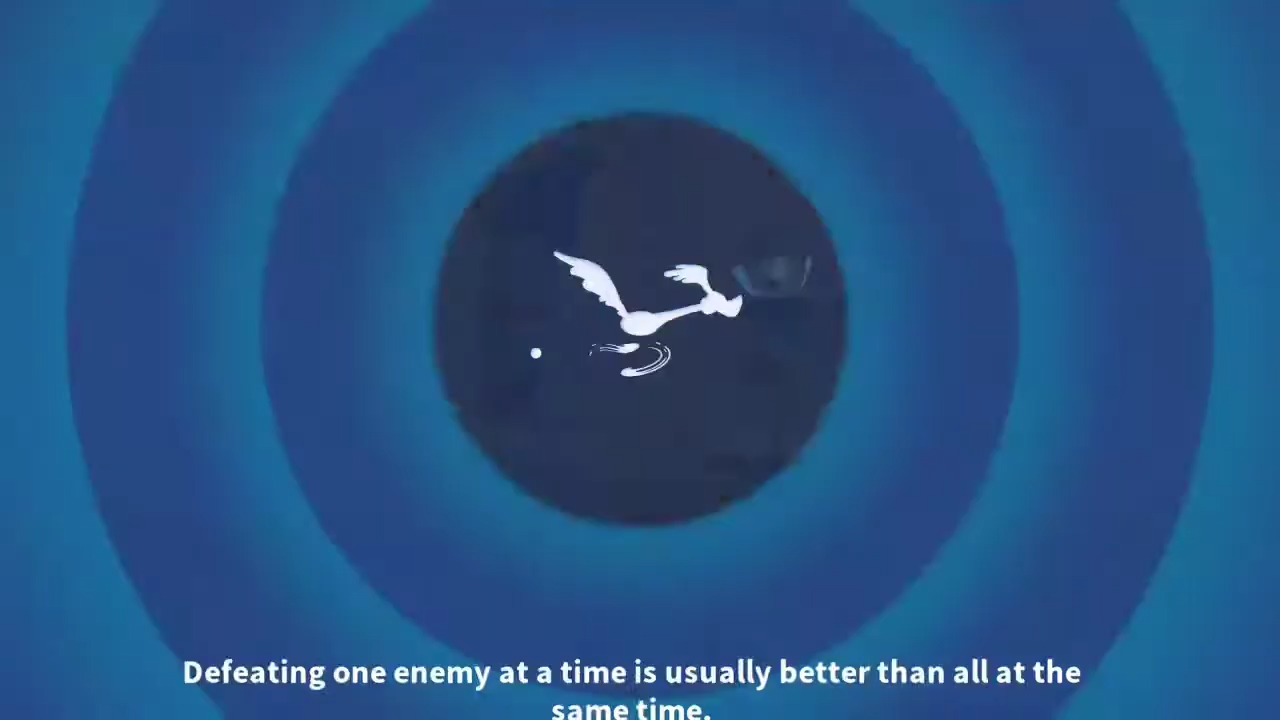 Defeating one enemy at a time is usually better than all at the
same time.